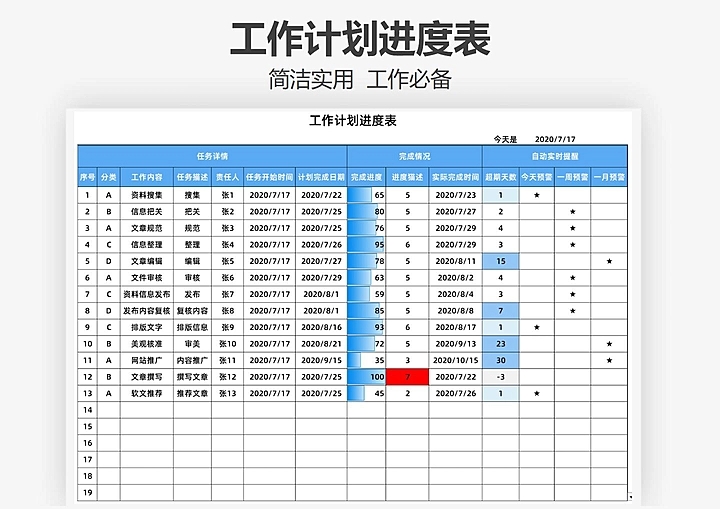 工作计划进度表
简洁实用 工作必备
工作计划进度表
今天是 2020/7/17
任务详情 完成情况 自动实时提醒
序号 分类 工作内容 任务描述 责任人 任务开始时间 计划完成日期 完成进度 进度描述 实际完成时间 超期天数 今天预警 一周预警 一月预警
1 A 资料搜集 搜集 张1 2020/7/17 2020/7/22 65 5 2020/7/23 1 ★
2 B 信息把关 把关 张2 2020/7/17 2020/7/25 80 5 2020/7/27 2 ★
3 A 文章规范 规范 张3 2020/7/17 2020/7/25 76 5 2020/7/29 4 ★
4 C 信息整理 整理 张4 2020/7/17 2020/7/26 95 6 2020/7/29 3 ★
5 D 文章编辑 编辑 张5 2020/7/17 2020/7/27 78 5 2020/8/11 15 ★
6 A 文件审核 审核 张6 2020/7/17 2020/7/29 63 5 2020/8/2 4 ★
7 C 资料信息发布 发布 张7 2020/7/17 2020/8/1 59 5 2020/8/4 3 ★
8 D 发布内容复核 复核内容 张8 2020/7/17 2020/8/1 85 5 2020/8/8 7 ★
9 C 排版文字 排版信息 张9 2020/7/17 2020/8/16 93 6 2020/8/17 1 ★
10 B 美观核准 审美 张10 2020/7/17 2020/8/21 72 5 2020/9/13 23 ★
11 A 网站推广 内容推广 张11 2020/7/17 2020/9/15 35 3 2020/10/15 30 ★
12 B 文章撰写 撰写文章 张12 2020/7/17 2020/7/25 100 7 2020/7/22 -3
13 A 软文推荐 推荐文章 张13 2020/7/17 2020/7/25 45 2 2020/7/26 1 ★
14
15
16
17
18
19